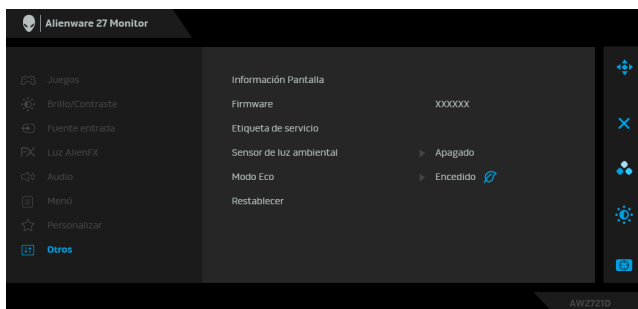 Alienware 27 Monitor
Juegos
Brillo/Contraste
Fuente entrada
FX Luz AlienFX
Audio
Menú
Personalizar
Otros
Información Pantalla
Firmware XXXXXX
Etiqueta de servicio
Sensor de luz ambiental Apagado
Modo Eco Encedido
Restablecer
AW2721D